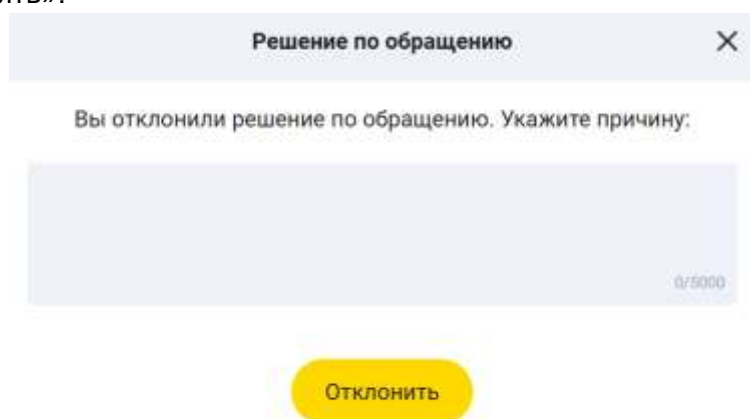 Решение по обращению
Вы отклонили решение по обращению. Укажите причину:
0/5000
Отклонить